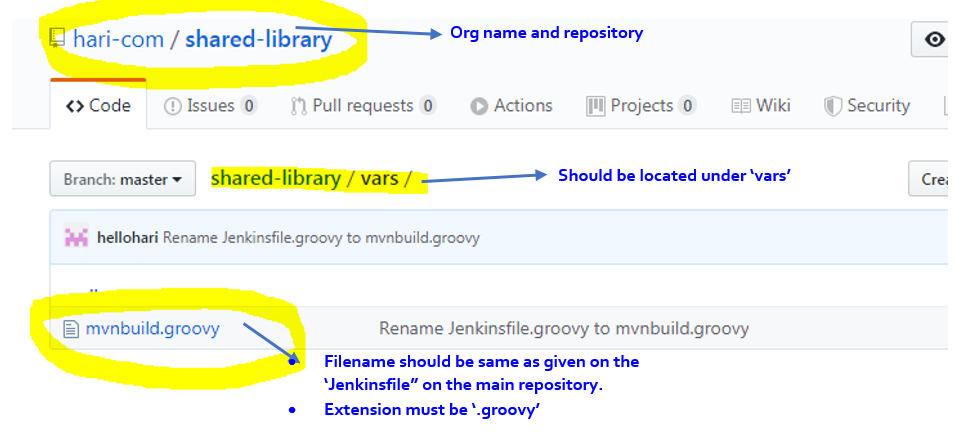 hari-com / shared-library
Org name and repository
Code
Issues 0
Pull requests 0
Actions
Projects 0
Wiki
Security
Branch: master
shared-library / vars /
Should be located under ‘vars’
Crea
hellohari Rename Jenkinsfile.groovy to mvnbuild.groovy
..
mvnbuild.groovy
Rename Jenkinsfile.groovy to mvnbuild.groovy
• Filename should be same as given on the
‘Jenkinsfile” on the main repository.
• Extension must be ‘.groovy’